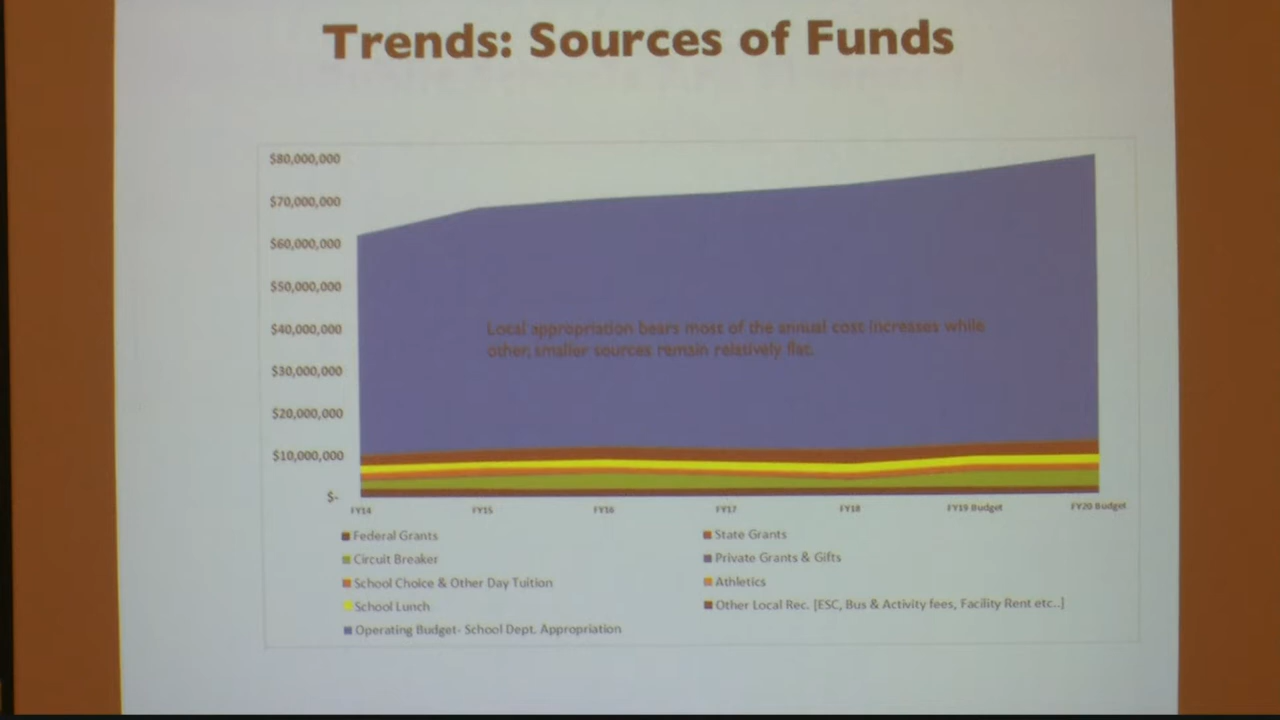 Trends: Sources of Funds
$80,000,000
$70,000,000
$60,000,000
$50,000,000
$40,000,000
$30,000,000
$20,000,000
$10,000,000
$-
Local appropriation bears most of the annual cost increases while
other, smaller sources remain relatively flat.
FY14 FY15 FY16 FY17 FY18 FY19 Budget FY20 Budget
Federal Grants State Grants
Circuit Breaker Private Grants & Gifts
School Choice & Other Day Tuition Athletics
School Lunch Other Local Rec. [ESC, Bus & Activity fees, Facility Rent etc..]
Operating Budget- School Dept. Appropriation